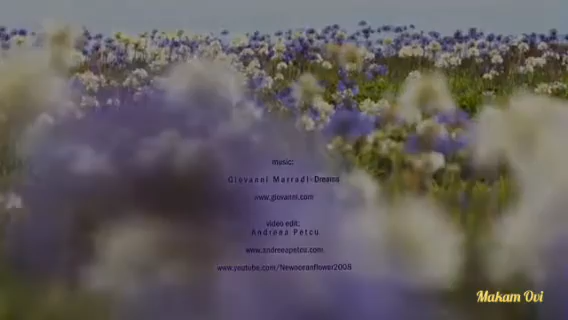 music:
Giovanni Marradi-Dreams
www.giovanni.com
video edit:
Andreea Petcu
www.andreeapetcu.com
www.youtube.com/Newoceanflower2008
Makam Ovi